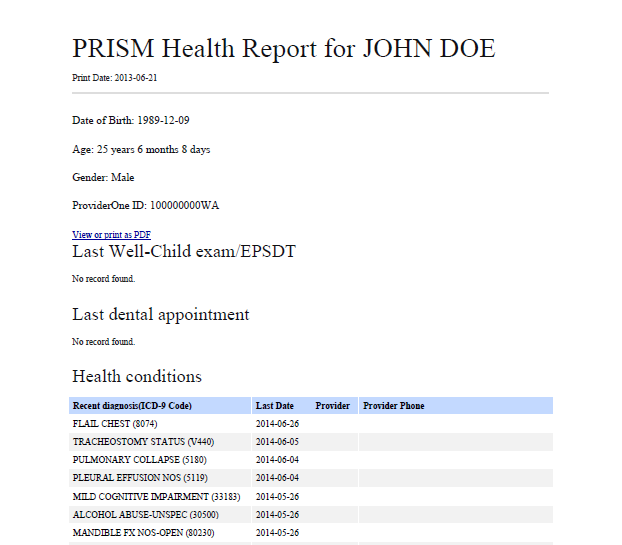 PRISM Health Report for JOHN DOE
Print Date: 2013-06-21
Date of Birth: 1989-12-09
Age: 25 years 6 months 8 days
Gender: Male
ProviderOne ID: 100000000WA
View or print as PDF
Last Well-Child exam/EPSDT
No record found.
Last dental appointment
No record found.
Health conditions
Recent diagnosis(ICD-9 Code) Last Date Provider Provider Phone
FLAIL CHEST (8074) 2014-06-26
TRACHEOSTOMY STATUS (V440) 2014-06-05
PULMONARY COLLAPSE (5180) 2014-06-04
PLEURAL EFFUSION NOS (5119) 2014-06-04
MILD COGNITIVE IMPAIRMENT (33183) 2014-05-26
ALCOHOL ABUSE-UNSPEC (30500) 2014-05-26
MANDIBLE FX NOS-OPEN (80230) 2014-05-26